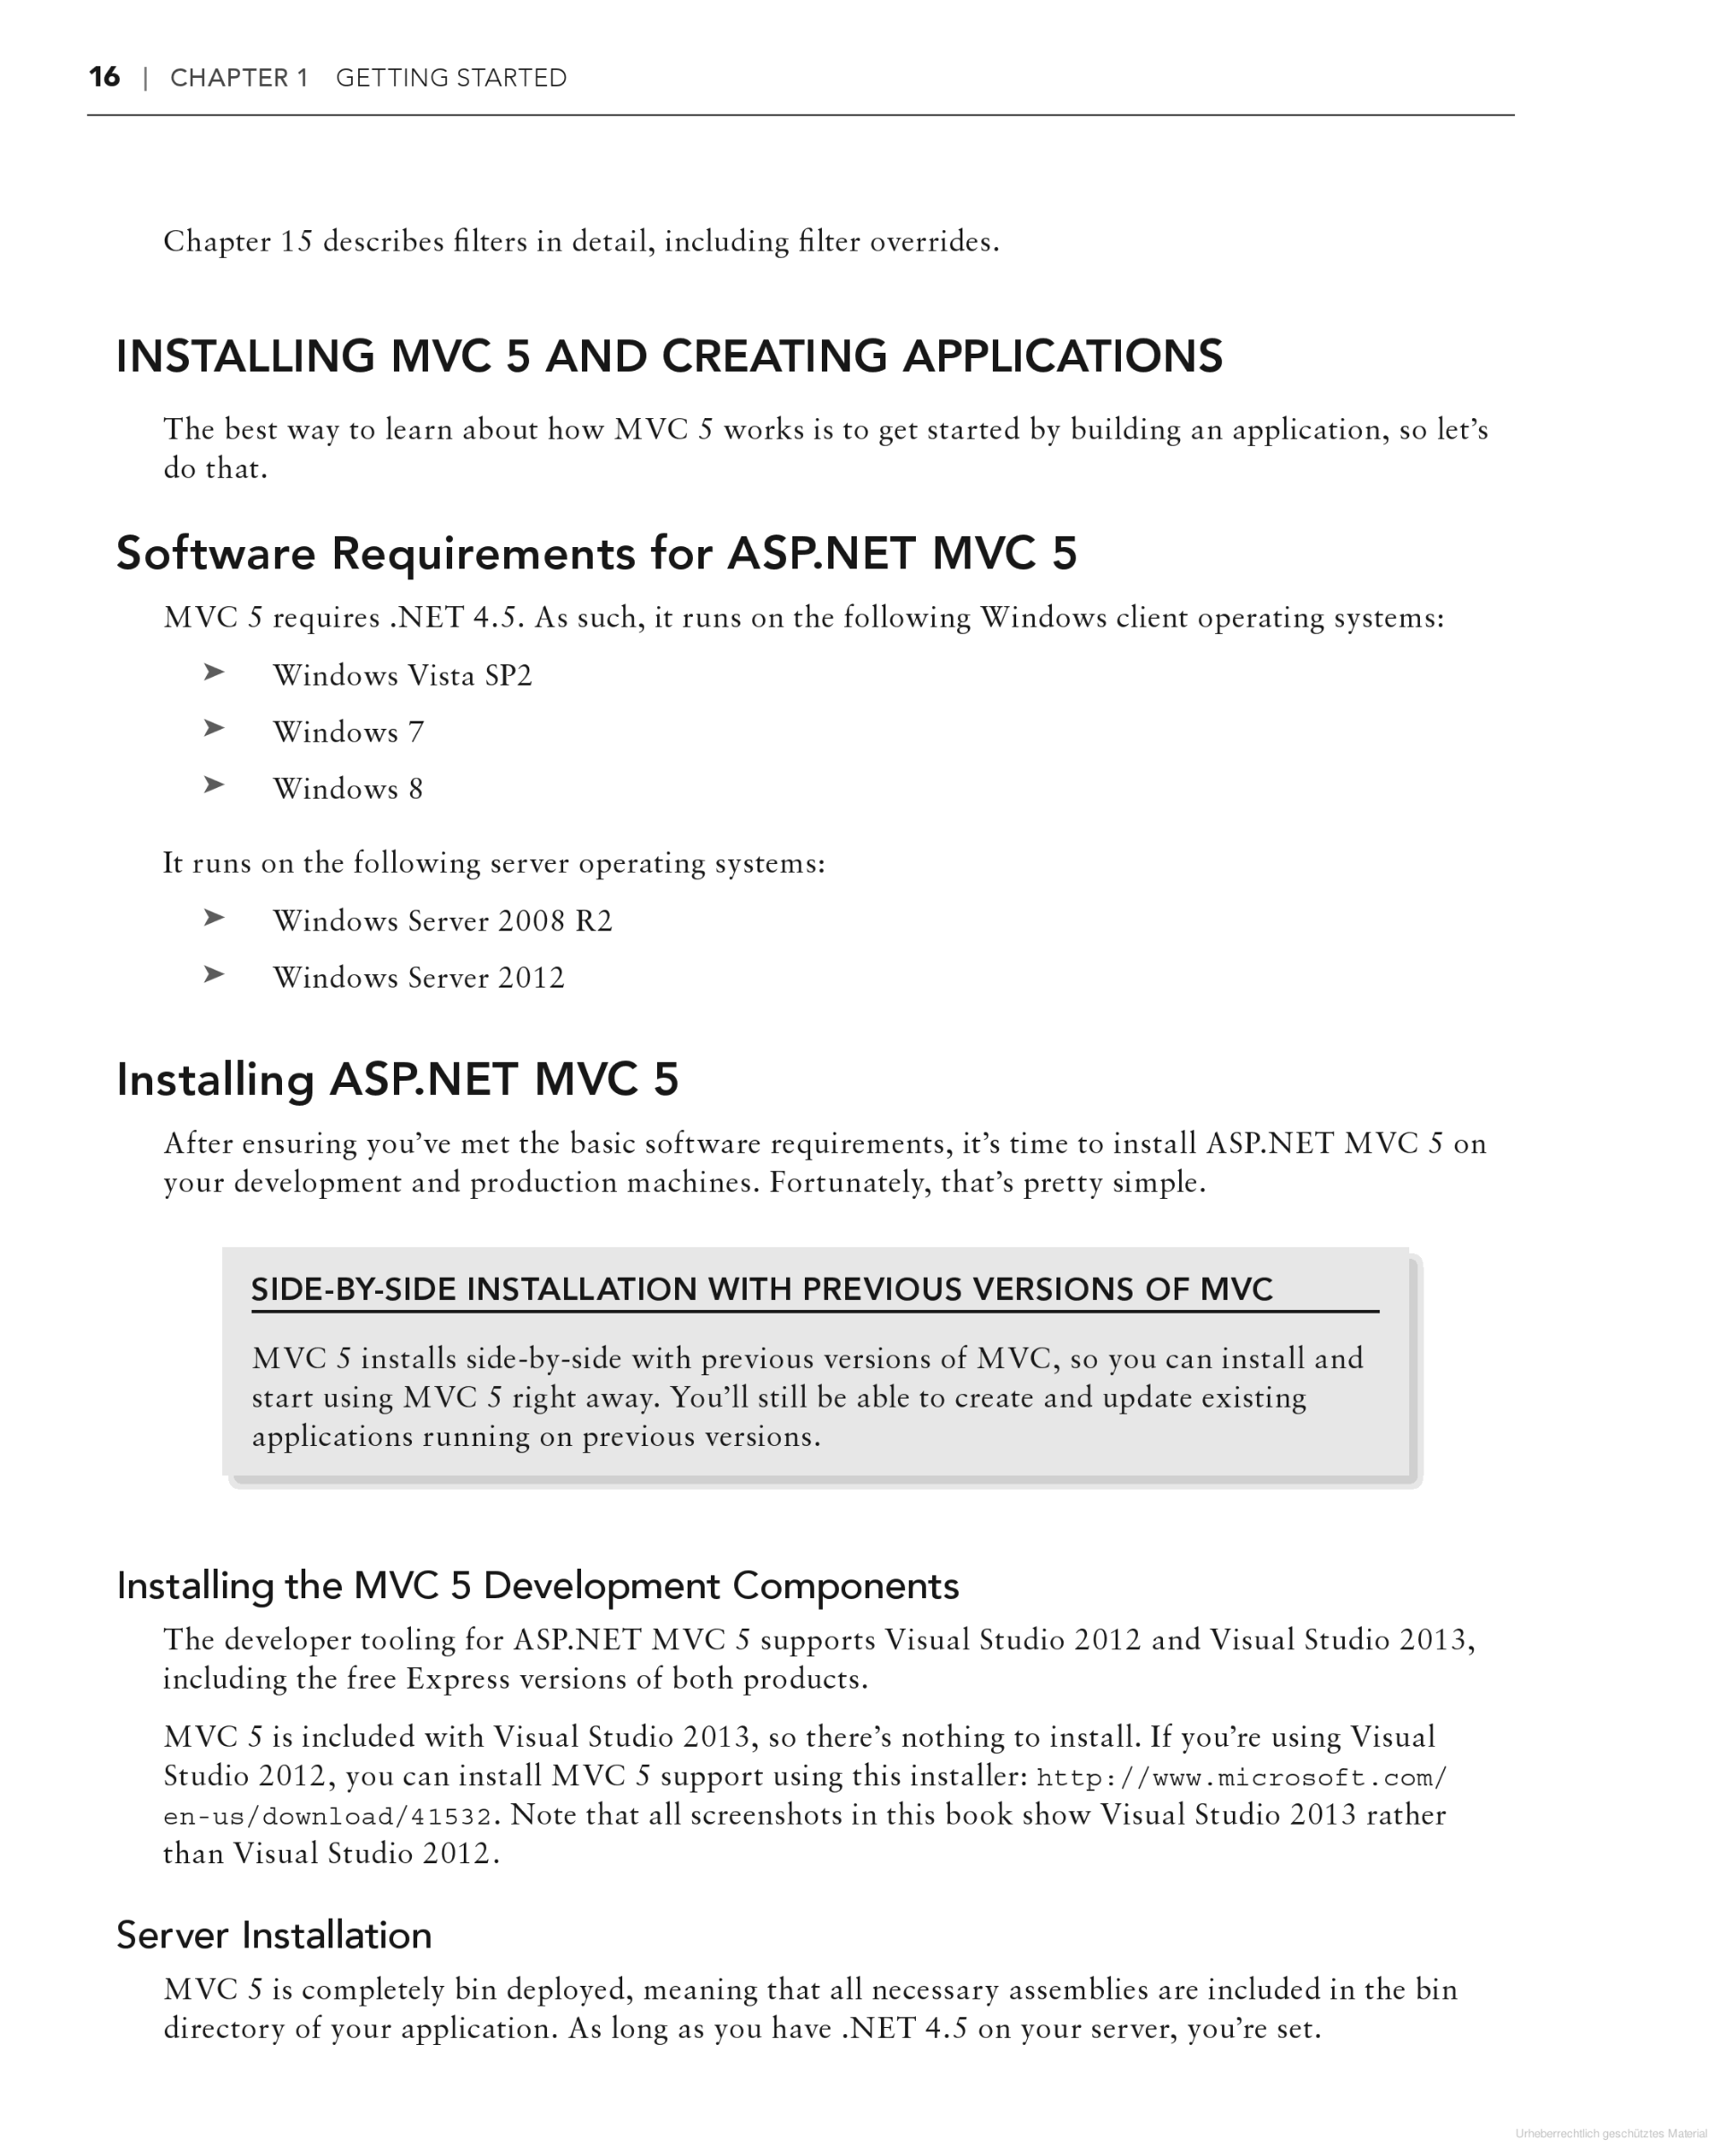 16 | CHAPTER 1 GETTING STARTED
Chapter 15 describes filters in detail, including filter overrides.
INSTALLING MVC 5 AND CREATING APPLICATIONS
The best way to learn about how MVC 5 works is to get started by building an application, so let’s
do that.
Software Requirements for ASP.NET MVC 5
MVC 5 requires .NET 4.5. As such, it runs on the following Windows client operating systems:
➤ Windows Vista SP2
➤ Windows 7
➤ Windows 8
It runs on the following server operating systems:
➤ Windows Server 2008 R2
➤ Windows Server 2012
Installing ASP.NET MVC 5
After ensuring you’ve met the basic software requirements, it’s time to install ASP.NET MVC 5 on
your development and production machines. Fortunately, that’s pretty simple.
SIDE-BY-SIDE INSTALLATION WITH PREVIOUS VERSIONS OF MVC
MVC 5 installs side-by-side with previous versions of MVC, so you can install and
start using MVC 5 right away. You’ll still be able to create and update existing
applications running on previous versions.
Installing the MVC 5 Development Components
The developer tooling for ASP.NET MVC 5 supports Visual Studio 2012 and Visual Studio 2013,
including the free Express versions of both products.
MVC 5 is included with Visual Studio 2013, so there’s nothing to install. If you’re using Visual
Studio 2012, you can install MVC 5 support using this installer: http://www.microsoft.com/
en-us/download/41532. Note that all screenshots in this book show Visual Studio 2013 rather
than Visual Studio 2012.
Server Installation
MVC 5 is completely bin deployed, meaning that all necessary assemblies are included in the bin
directory of your application. As long as you have .NET 4.5 on your server, you’re set.
Urheberrechtlich geschütztes Material